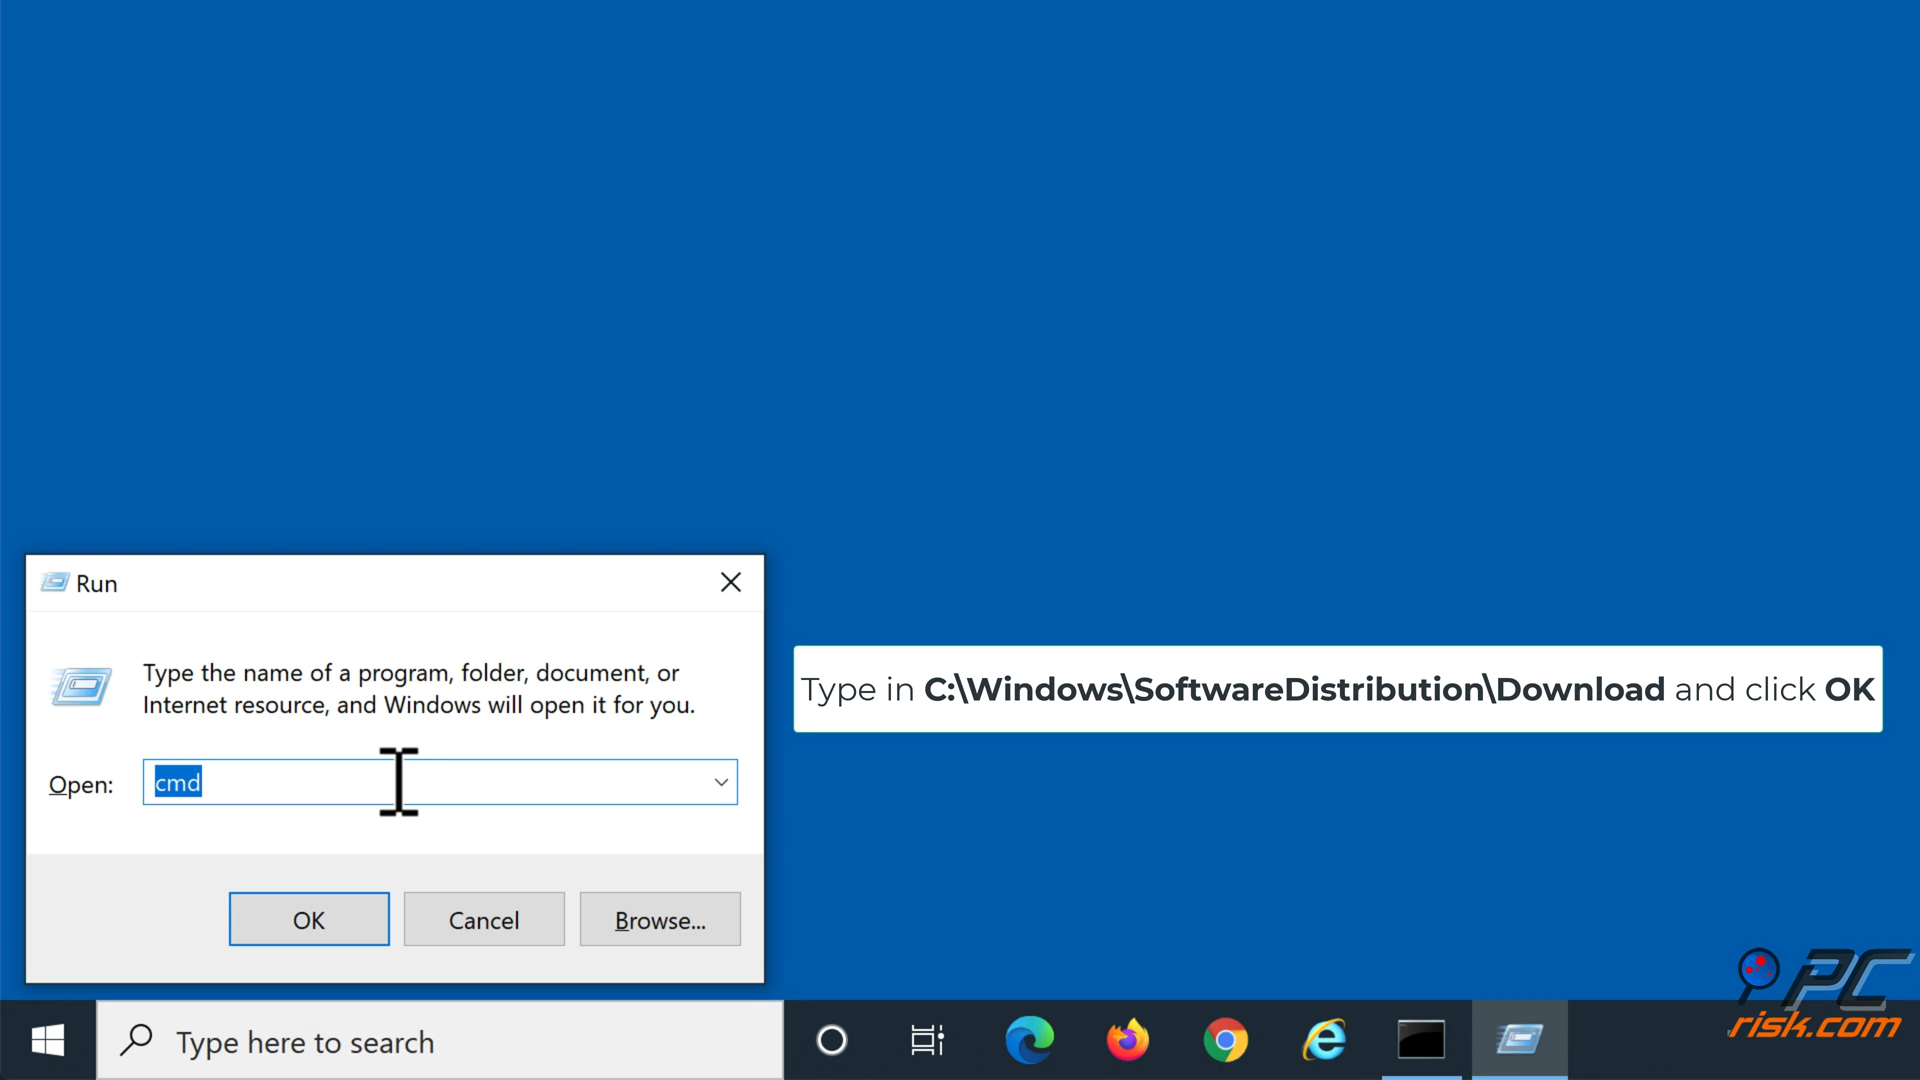 Run
Type the name of a program, folder, document, or
Internet resource, and Windows will open it for you.
Open:
cmd
OK
Cancel
Browse...
Type in C:\Windows\SoftwareDistribution\Download and click OK
Type here to search
PC
risk.com